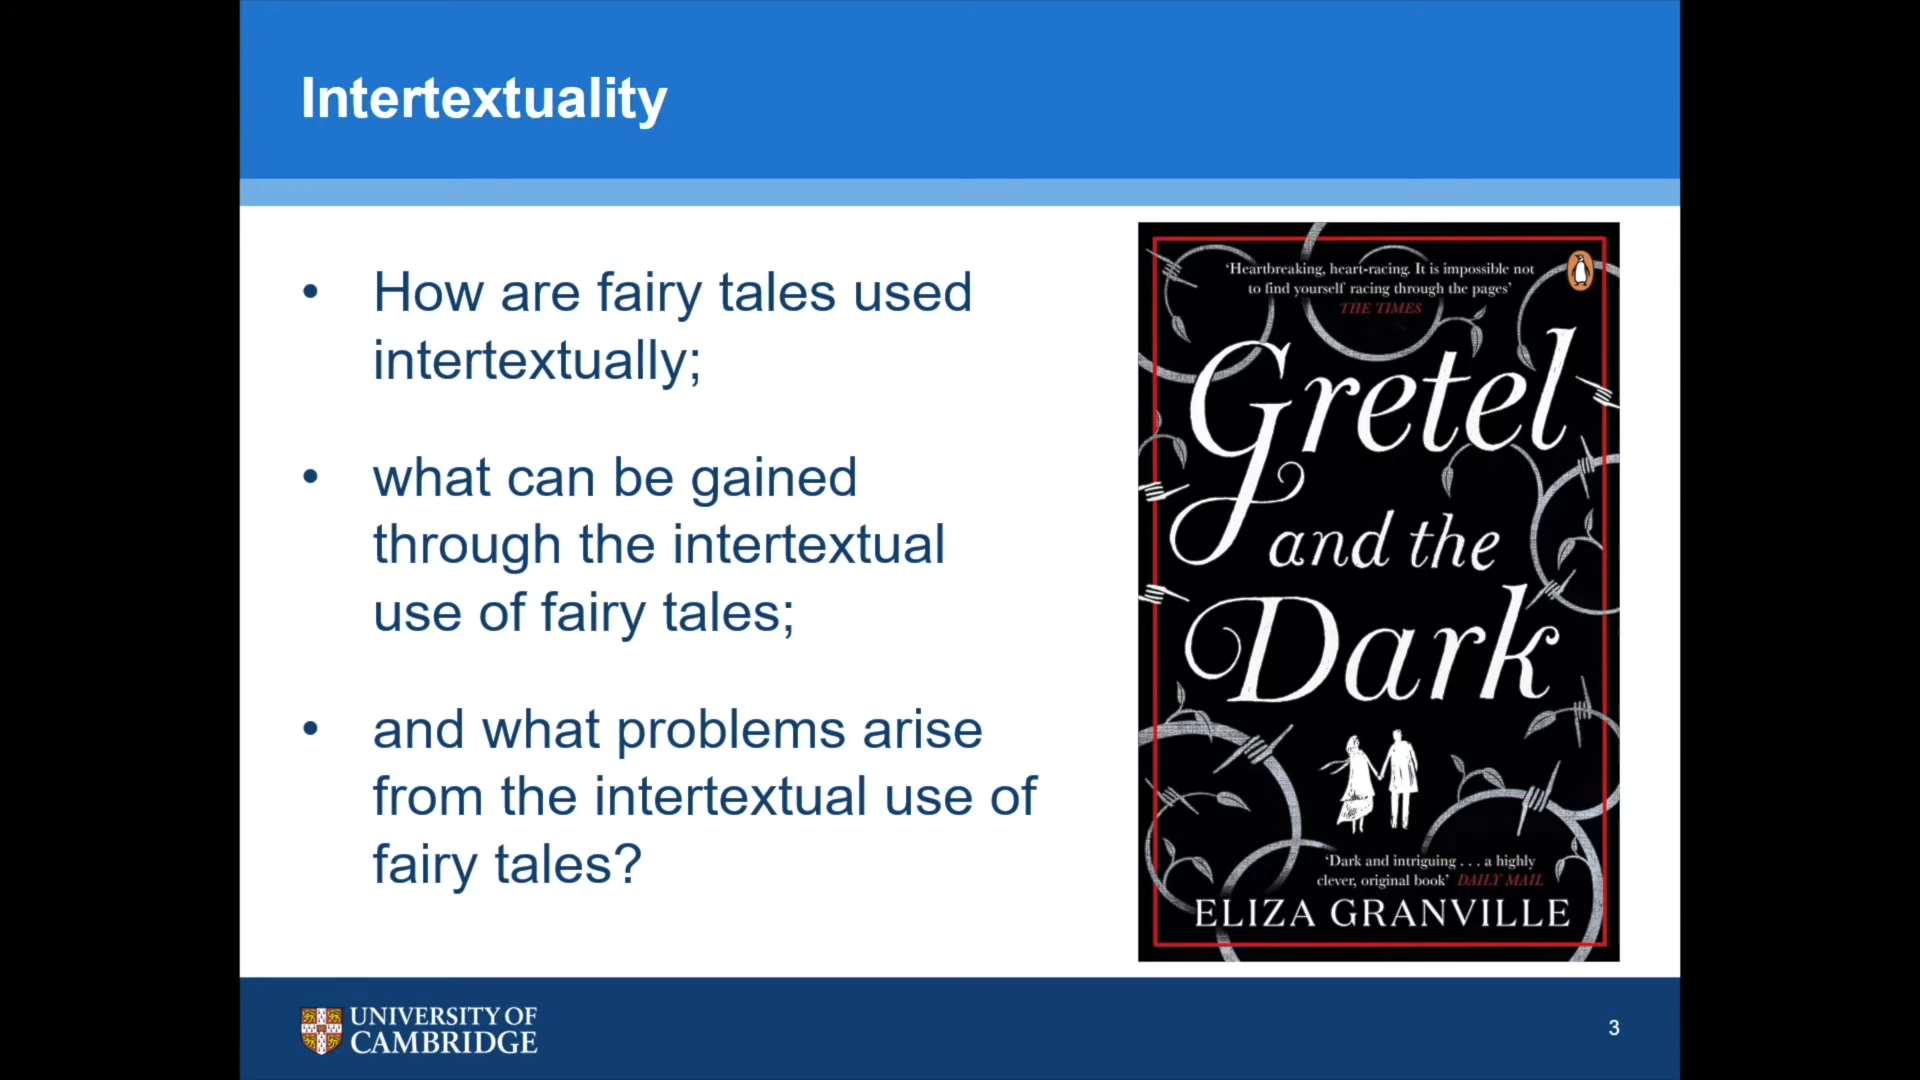 Intertextuality
• How are fairy tales used
intertextually;
• what can be gained
through the intertextual
use of fairy tales;
• and what problems arise
from the intertextual use of
fairy tales?
‘Heartbreaking, heart-racing. It is impossible not
to find yourself racing through the pages’
THE TIMES
Gretel
and the
Dark
‘Dark and intriguing . . . a highly
clever, original book’ DAILY MAIL
ELIZA GRANVILLE
UNIVERSITY OF
CAMBRIDGE
3